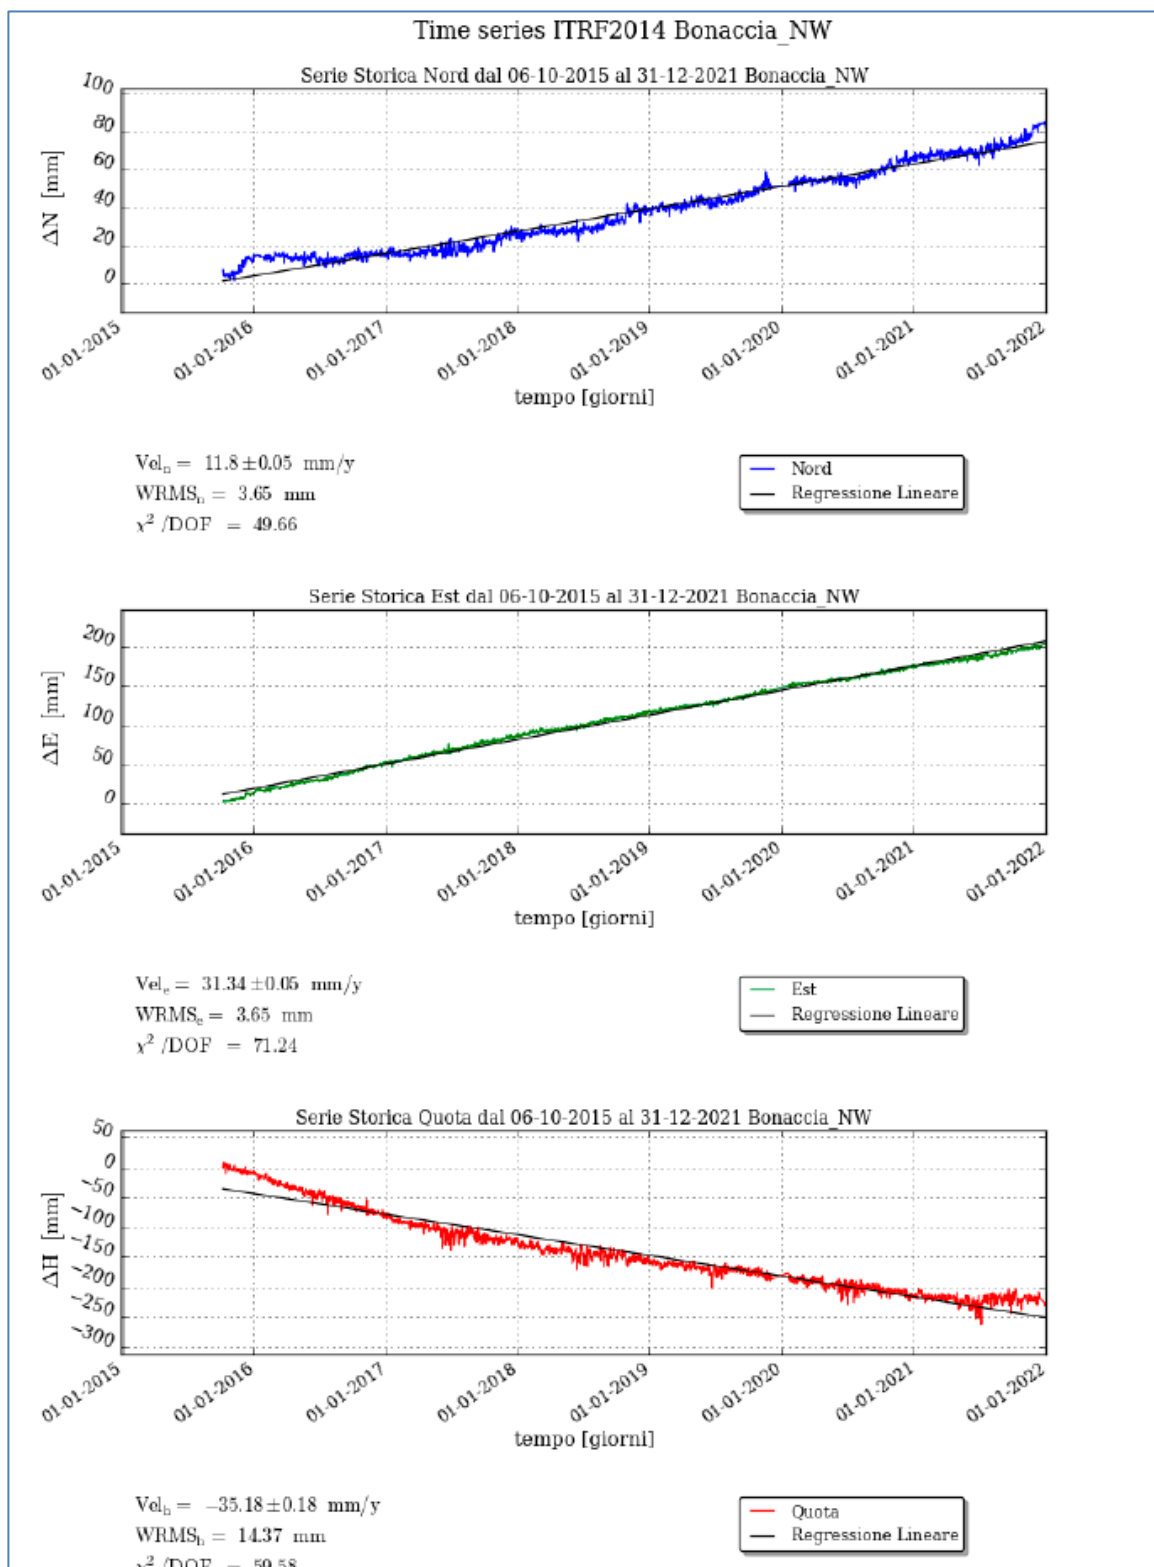 Time series ITRF2014 Bonaccia_NW
Serie Storica Nord dal 06-10-2015 al 31-12-2021 Bonaccia_NW
100
80
60
40
20
0
ΔN [mm]
01-01-2015 01-01-2016 01-01-2017 01-01-2018 01-01-2019 01-01-2020 01-01-2021 01-01-2022
tempo [giorni]
Velₙ = 11.8±0.05 mm/y
WRMSₙ = 3.65 mm
χ² /DOF = 49.66
Nord
Regressione Lineare
Serie Storica Est dal 06-10-2015 al 31-12-2021 Bonaccia_NW
200
150
100
50
0
ΔE [mm]
01-01-2015 01-01-2016 01-01-2017 01-01-2018 01-01-2019 01-01-2020 01-01-2021 01-01-2022
tempo [giorni]
Velₑ = 31.34±0.05 mm/y
WRMSₑ = 3.65 mm
χ² /DOF = 71.24
Est
Regressione Lineare
Serie Storica Quota dal 06-10-2015 al 31-12-2021 Bonaccia_NW
50
0
−50
−100
−150
−200
−250
−300
ΔH [mm]
01-01-2015 01-01-2016 01-01-2017 01-01-2018 01-01-2019 01-01-2020 01-01-2021 01-01-2022
tempo [giorni]
Velₕ = −35.18±0.18 mm/y
WRMSₕ = 14.37 mm
χ² /DOF = 59.58
Quota
Regressione Lineare